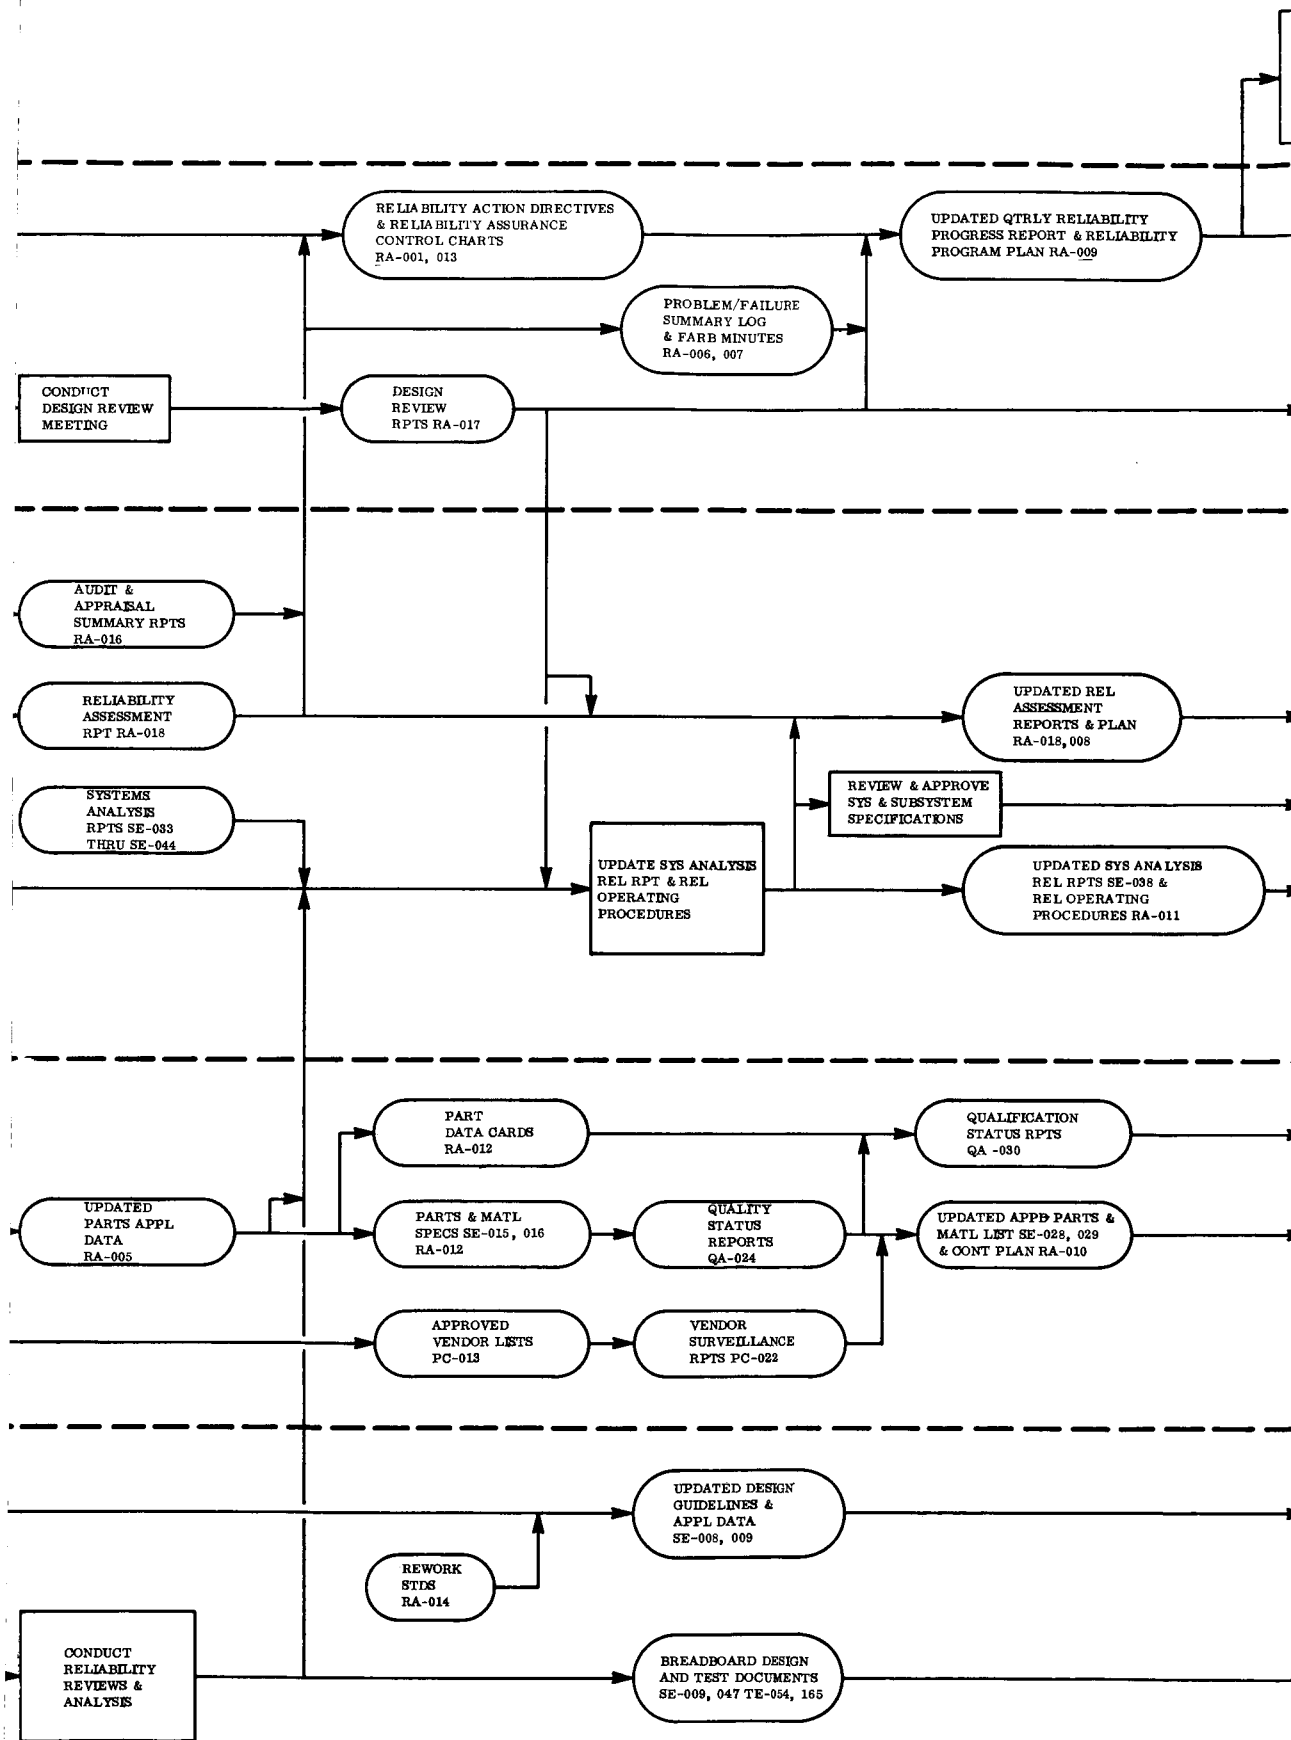 RELIABILITY ACTION DIRECTIVES
& RELIABILITY ASSURANCE
CONTROL CHARTS
RA-001, 013
UPDATED QTRLY RELIABILITY
PROGRESS REPORT & RELIABILITY
PROGRAM PLAN RA-009
PROBLEM/FAILURE
SUMMARY LOG
& FARB MINUTES
RA-006, 007
CONDUCT
DESIGN REVIEW
MEETING
DESIGN
REVIEW
RPTS RA-017
AUDIT &
APPRAISAL
SUMMARY RPTS
RA-016
RELIABILITY
ASSESSMENT
RPT RA-018
UPDATED REL
ASSESSMENT
REPORTS & PLAN
RA-018, 008
SYSTEMS
ANALYSIS
RPTS SE-033
THRU SE-044
REVIEW & APPROVE
SYS & SUBSYSTEM
SPECIFICATIONS
UPDATE SYS ANALYSIS
REL RPT & REL
OPERATING
PROCEDURES
UPDATED SYS ANALYSIS
REL RPTS SE-038 &
REL OPERATING
PROCEDURES RA-011
PART
DATA CARDS
RA-012
QUALIFICATION
STATUS RPTS
QA -030
UPDATED
PARTS APPL
DATA
RA-005
PARTS & MATL
SPECS SE-015, 016
RA-012
QUALITY
STATUS
REPORTS
QA-024
UPDATED APPD PARTS &
MATL LIST SE-028, 029
& CONT PLAN RA-010
APPROVED
VENDOR LISTS
PC-013
VENDOR
SURVEILLANCE
RPTS PC-022
UPDATED DESIGN
GUIDELINES &
APPL DATA
SE-008, 009
REWORK
STDS
RA-014
CONDUCT
RELIABILITY
REVIEWS &
ANALYSIS
BREADBOARD DESIGN
AND TEST DOCUMENTS
SE-009, 047 TE-054, 165